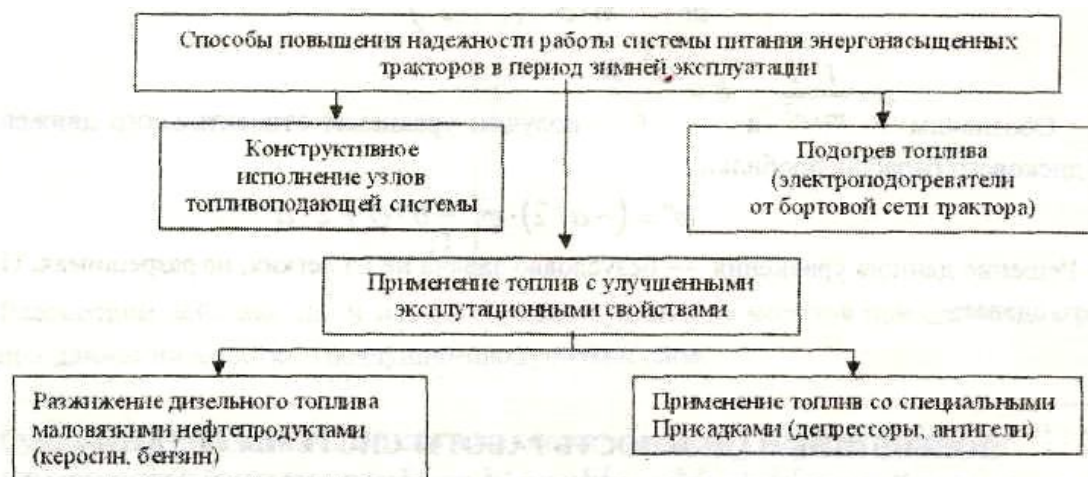 Способы повышения надежности работы системы питания энергонасыщенных
тракторов в период зимней эксплуатации
Конструктивное
исполнение узлов
топливоподающей системы
Подогрев топлива
(электроподогреватели
от бортовой сети трактора)
Применение топлив с улучшенными
эксплутационными свойствами
Разжижение дизельного топлива
маловязкими нефтепродуктами
(керосин, бензин)
Применение топлив со специальными
Присадками (депрессоры, антигели)